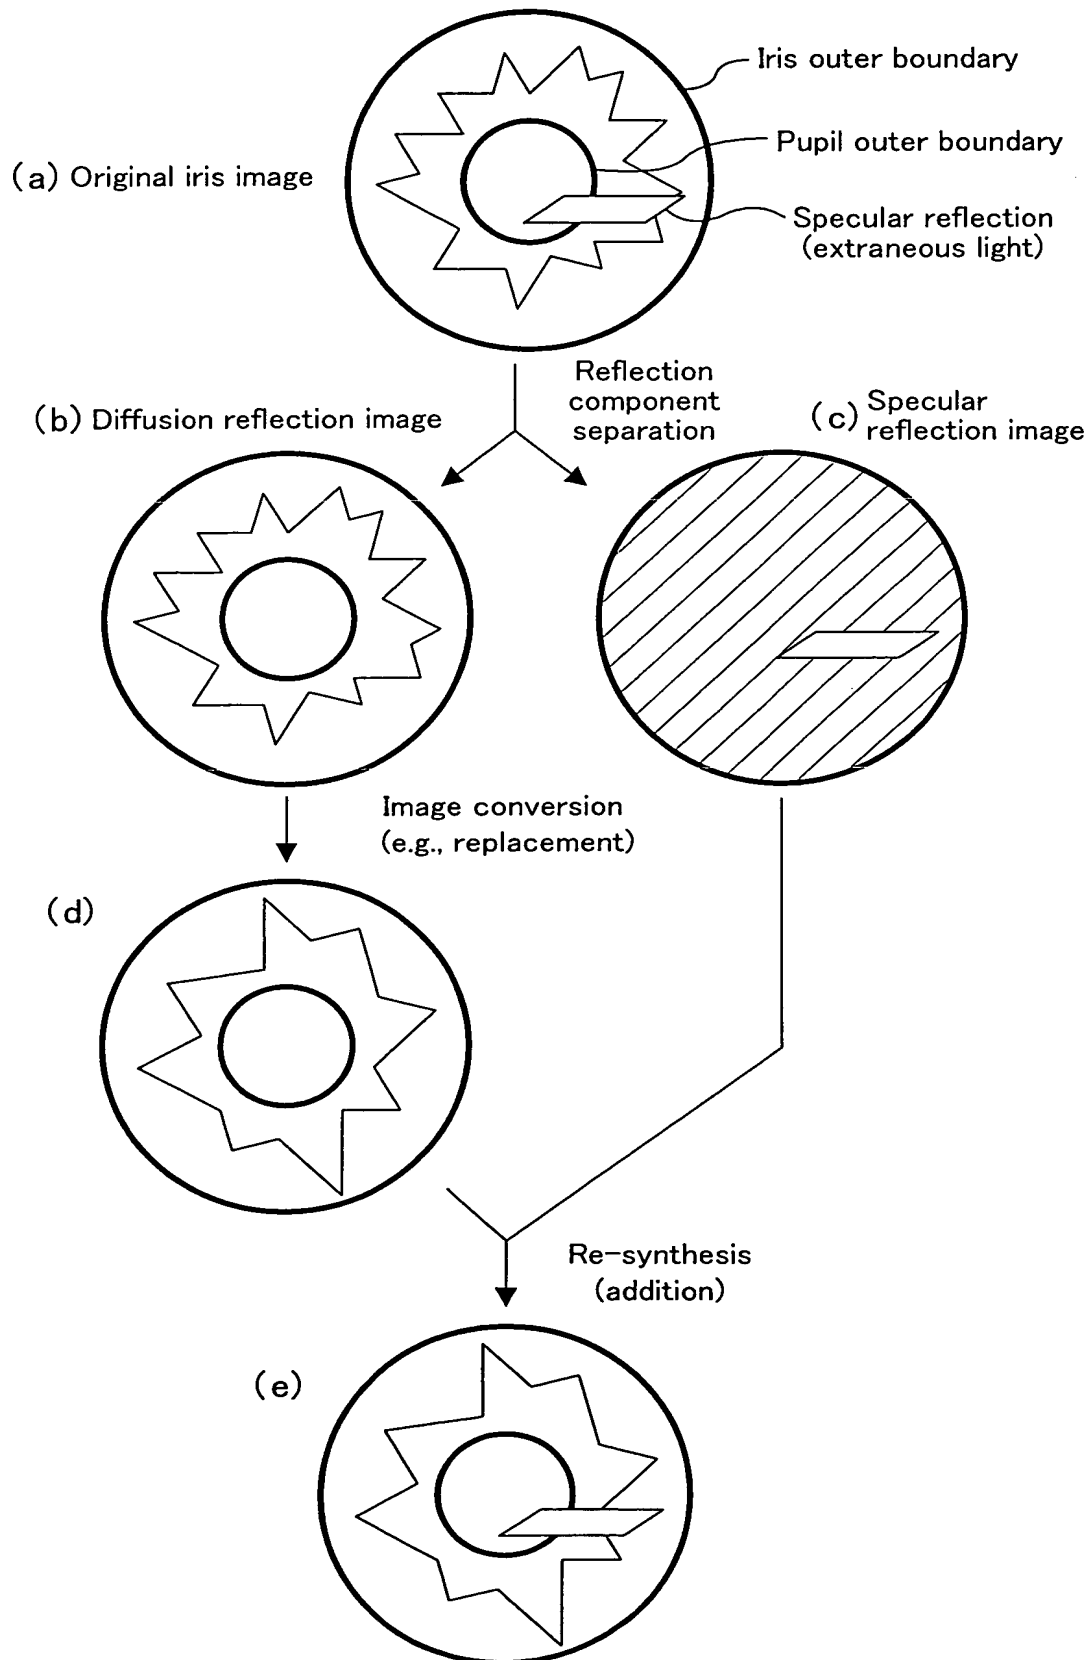 Iris outer boundary
Pupil outer boundary
(a) Original iris image
Specular reflection
(extraneous light)
Reflection
component
separation
(b) Diffusion reflection image
(c) Specular
reflection image
Image conversion
(e.g., replacement)
(d)
Re-synthesis
(addition)
(e)